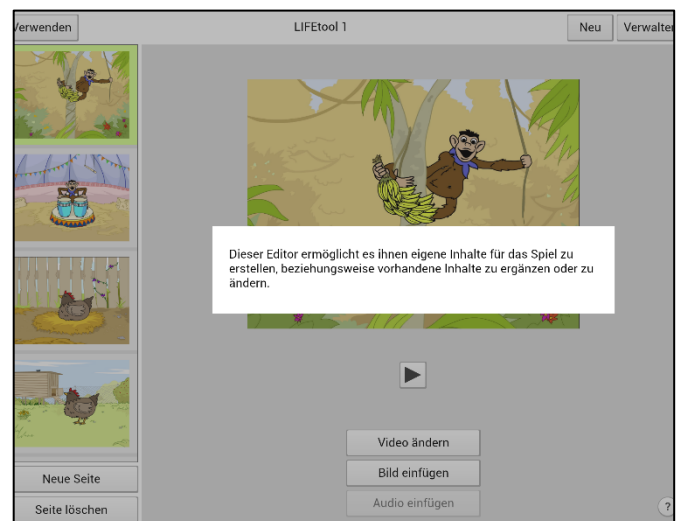 Verwenden
LIFEtool 1
Neu
Verwalten
Dieser Editor ermöglicht es ihnen eigene Inhalte für das Spiel zu
erstellen, beziehungsweise vorhandene Inhalte zu ergänzen oder zu
ändern.
Video ändern
Bild einfügen
Audio einfügen
Neue Seite
Seite löschen
?